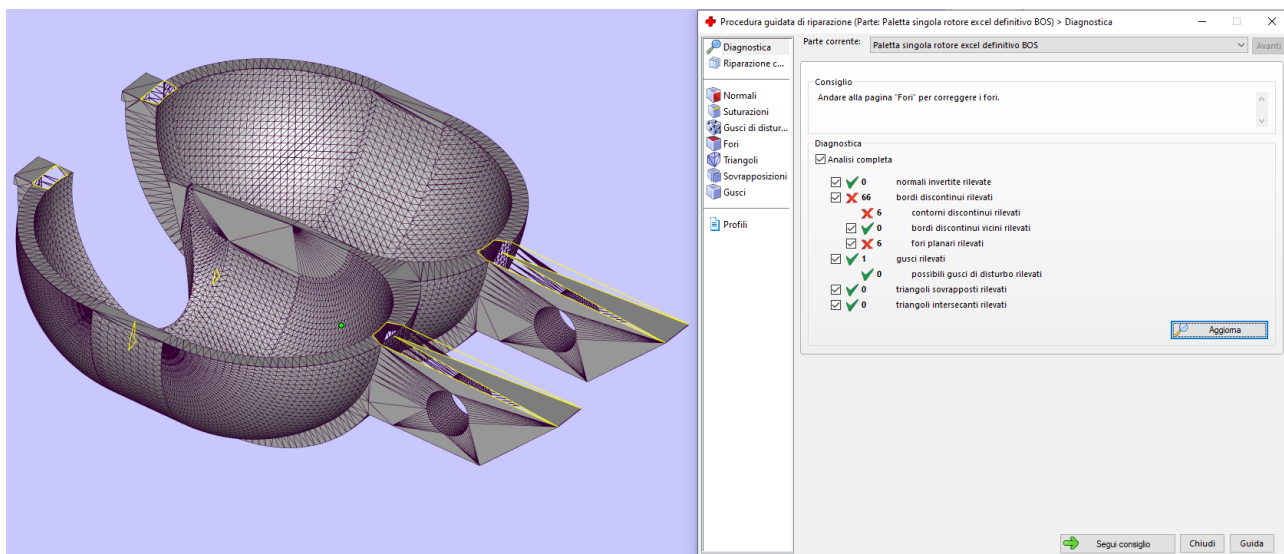 Procedura guidata di riparazione (Parte: Paletta singola rotore excel definitivo BOS) > Diagnostica
Diagnostica
Riparazione c...
Normali
Suturazioni
Gusci di distur...
Fori
Triangoli
Sovrapposizioni
Gusci
Profili
Parte corrente: Paletta singola rotore excel definitivo BOS Avanti
Consiglio
Andare alla pagina "Fori" per correggere i fori.
Diagnostica
Analisi completa
0 normali invertite rilevate
66 bordi discontinui rilevati
6 contorni discontinui rilevati
0 bordi discontinui vicini rilevati
6 fori planari rilevati
1 gusci rilevati
0 possibili gusci di disturbo rilevati
0 triangoli sovrapposti rilevati
0 triangoli intersecanti rilevati
Aggiorna
Segui consiglio Chiudi Guida